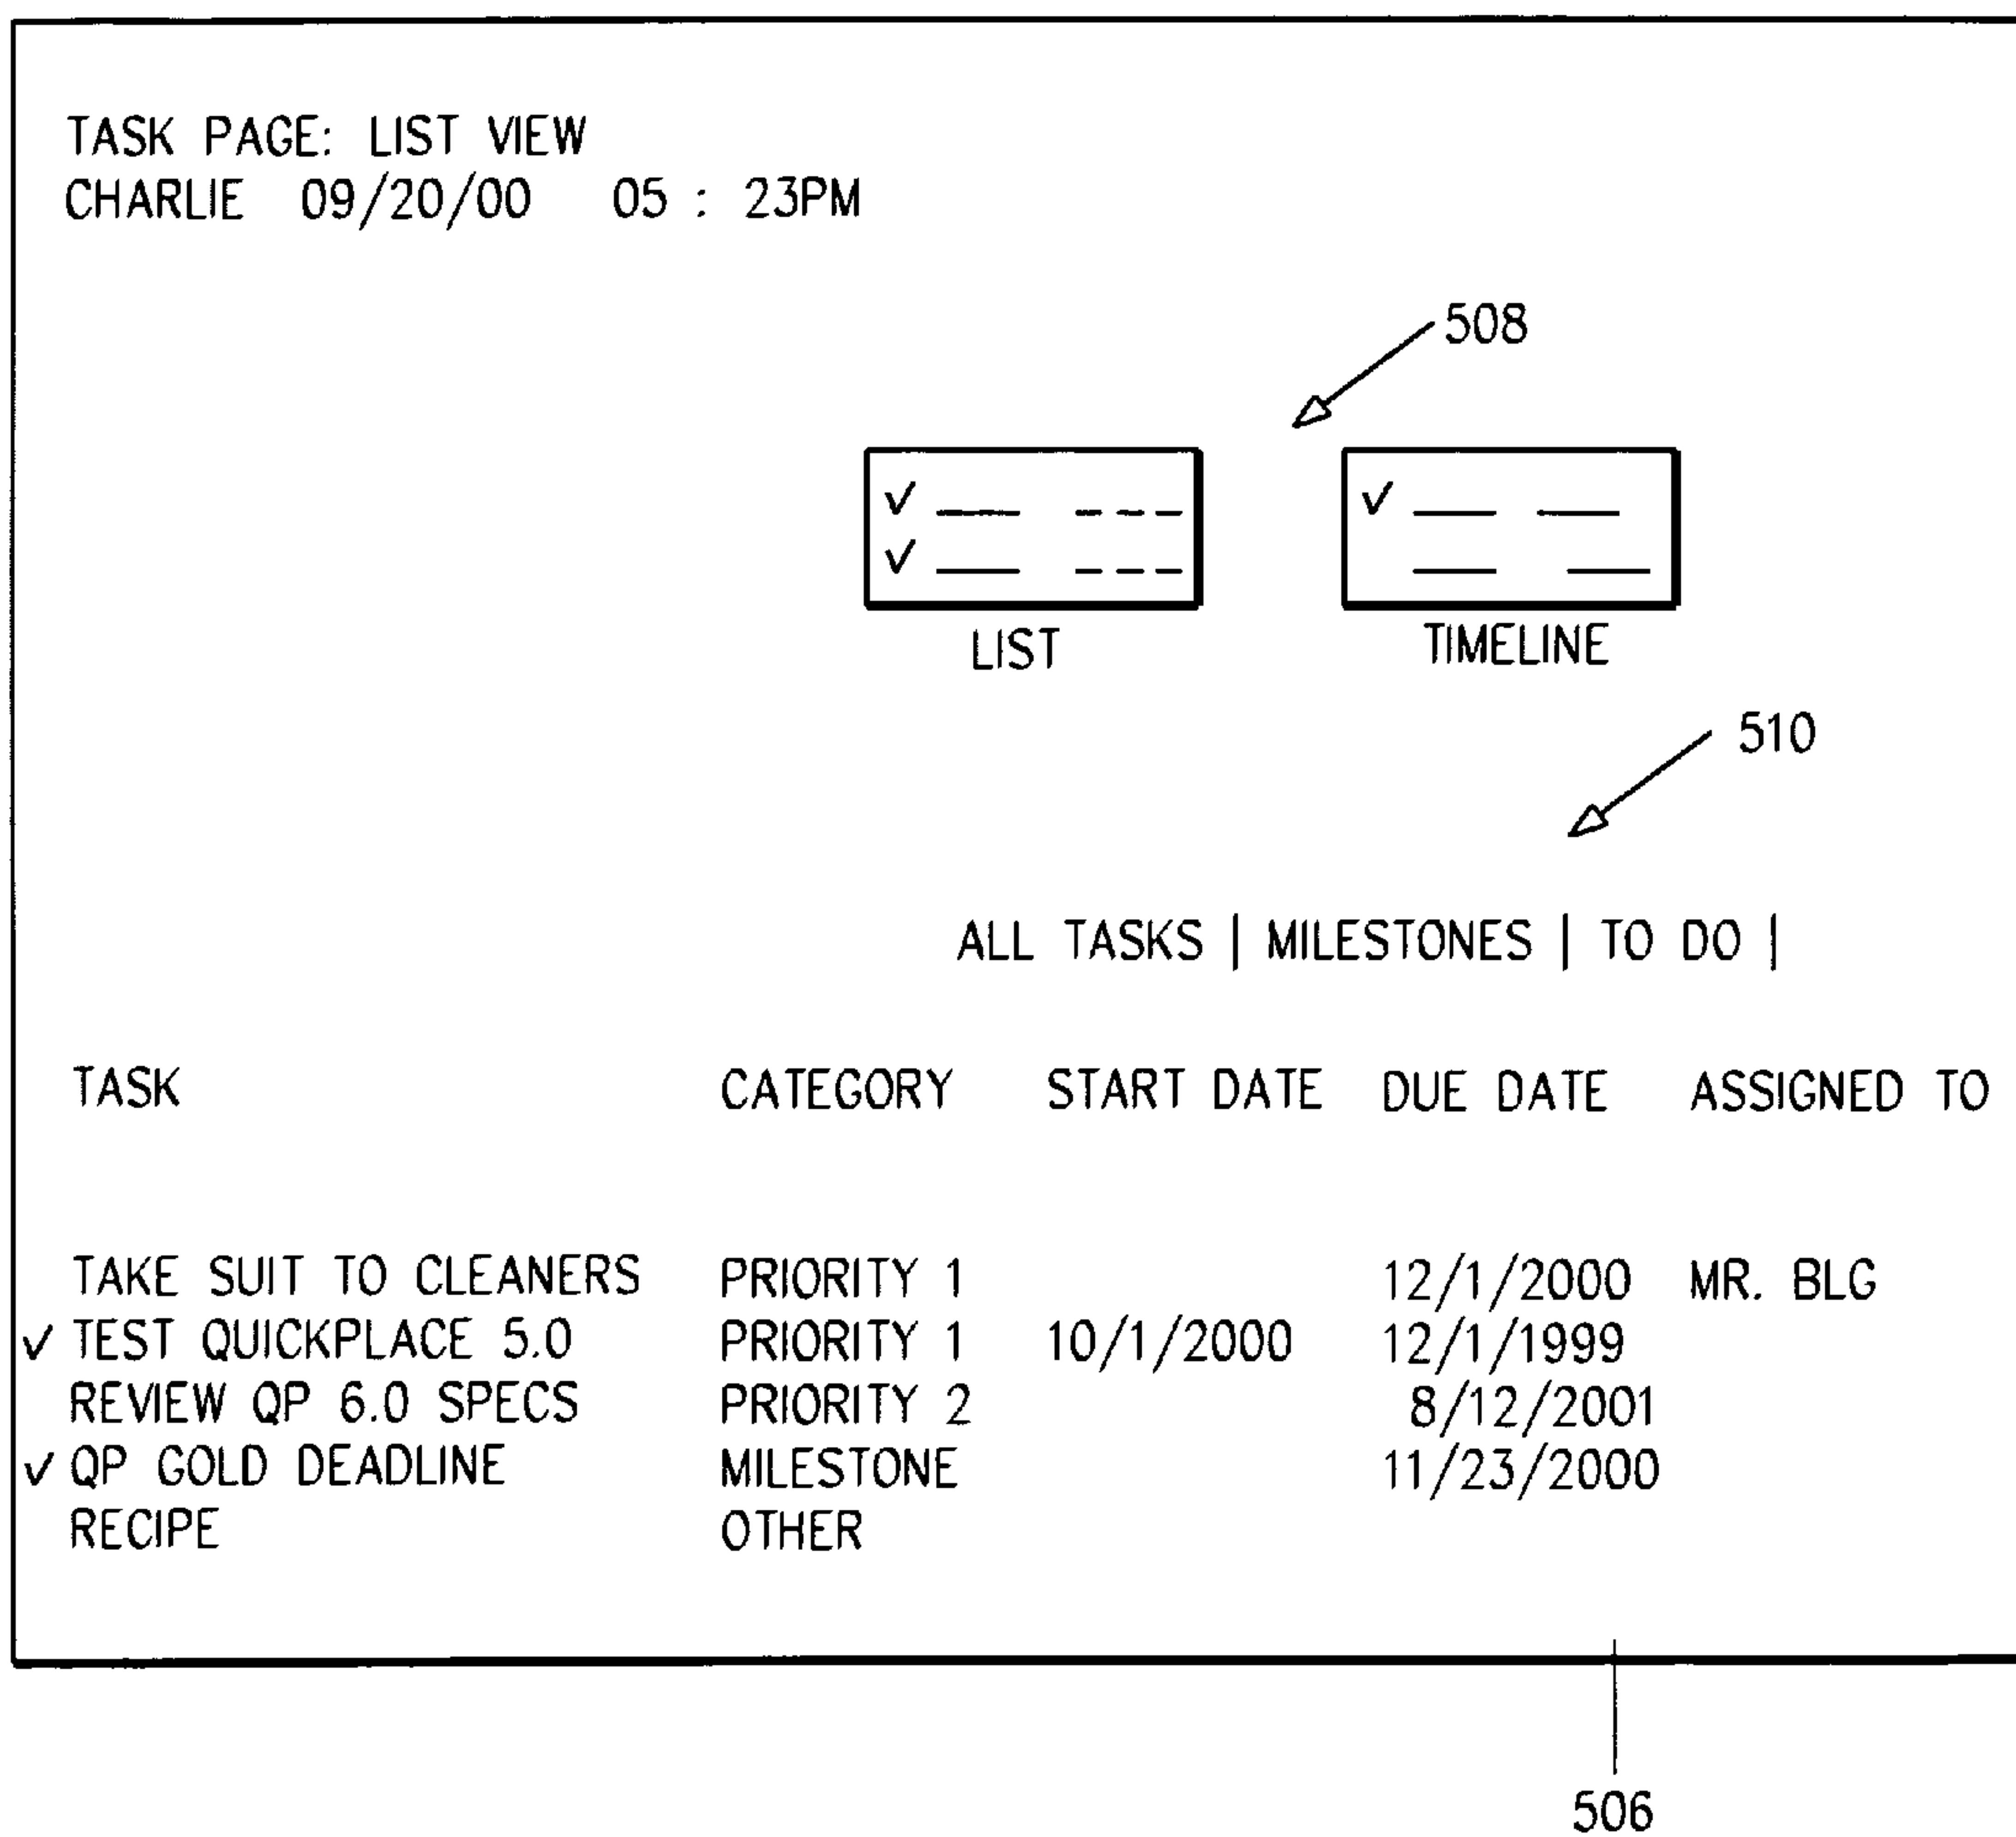 TASK PAGE: LIST VIEW
CHARLIE 09/20/00 05 : 23PM
508
LIST TIMELINE
510
ALL TASKS | MILESTONES | TO DO |
TASK CATEGORY START DATE DUE DATE ASSIGNED TO
TAKE SUIT TO CLEANERS PRIORITY 1 12/1/2000 MR. BLG
✓ TEST QUICKPLACE 5.0 PRIORITY 1 10/1/2000 12/1/1999
REVIEW QP 6.0 SPECS PRIORITY 2 8/12/2001
✓ QP GOLD DEADLINE MILESTONE 11/23/2000
RECIPE OTHER
506